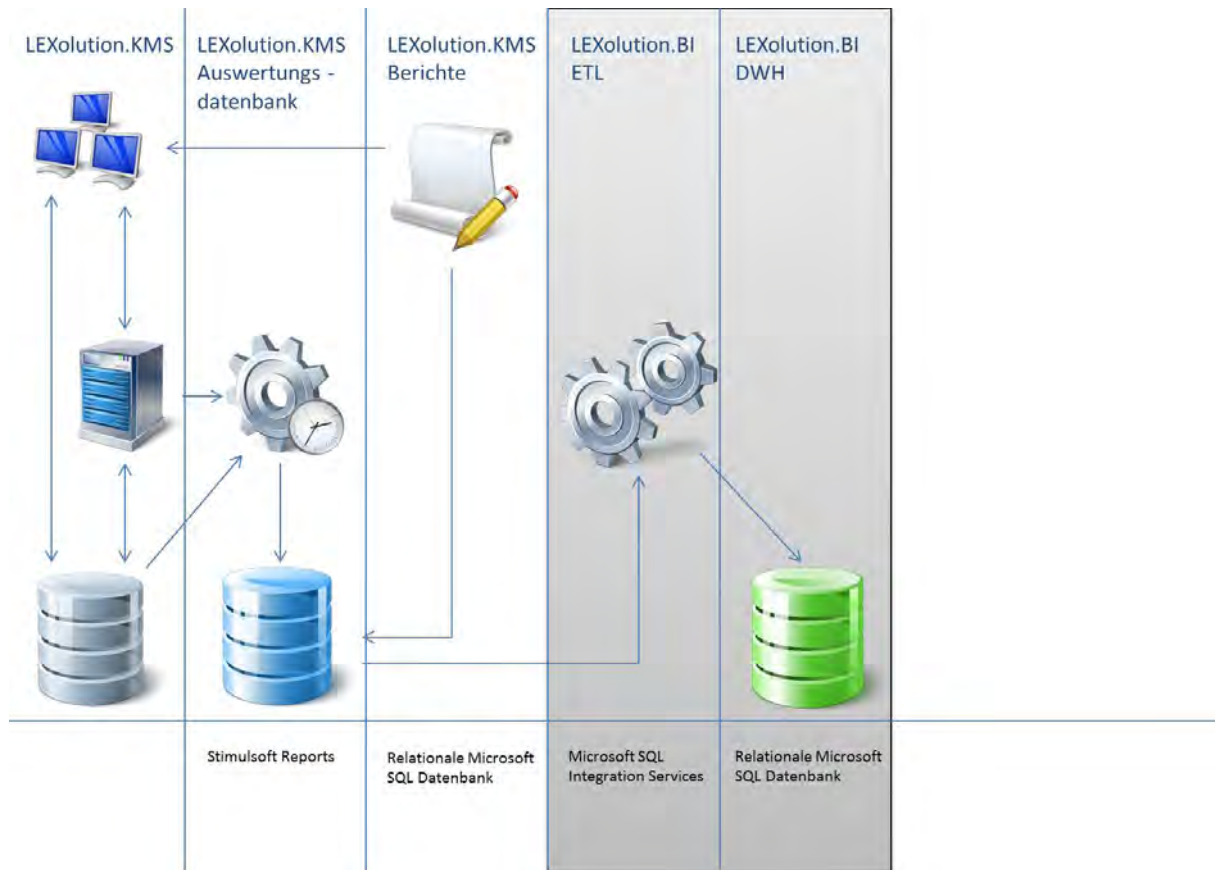 LEXolution.KMS
LEXolution.KMS
Auswertungs -
datenbank
LEXolution.KMS
Berichte
LEXolution.BI
ETL
LEXolution.BI
DWH
Stimulsoft Reports
Relationale Microsoft
SQL Datenbank
Microsoft SQL
Integration Services
Relationale Microsoft
SQL Datenbank